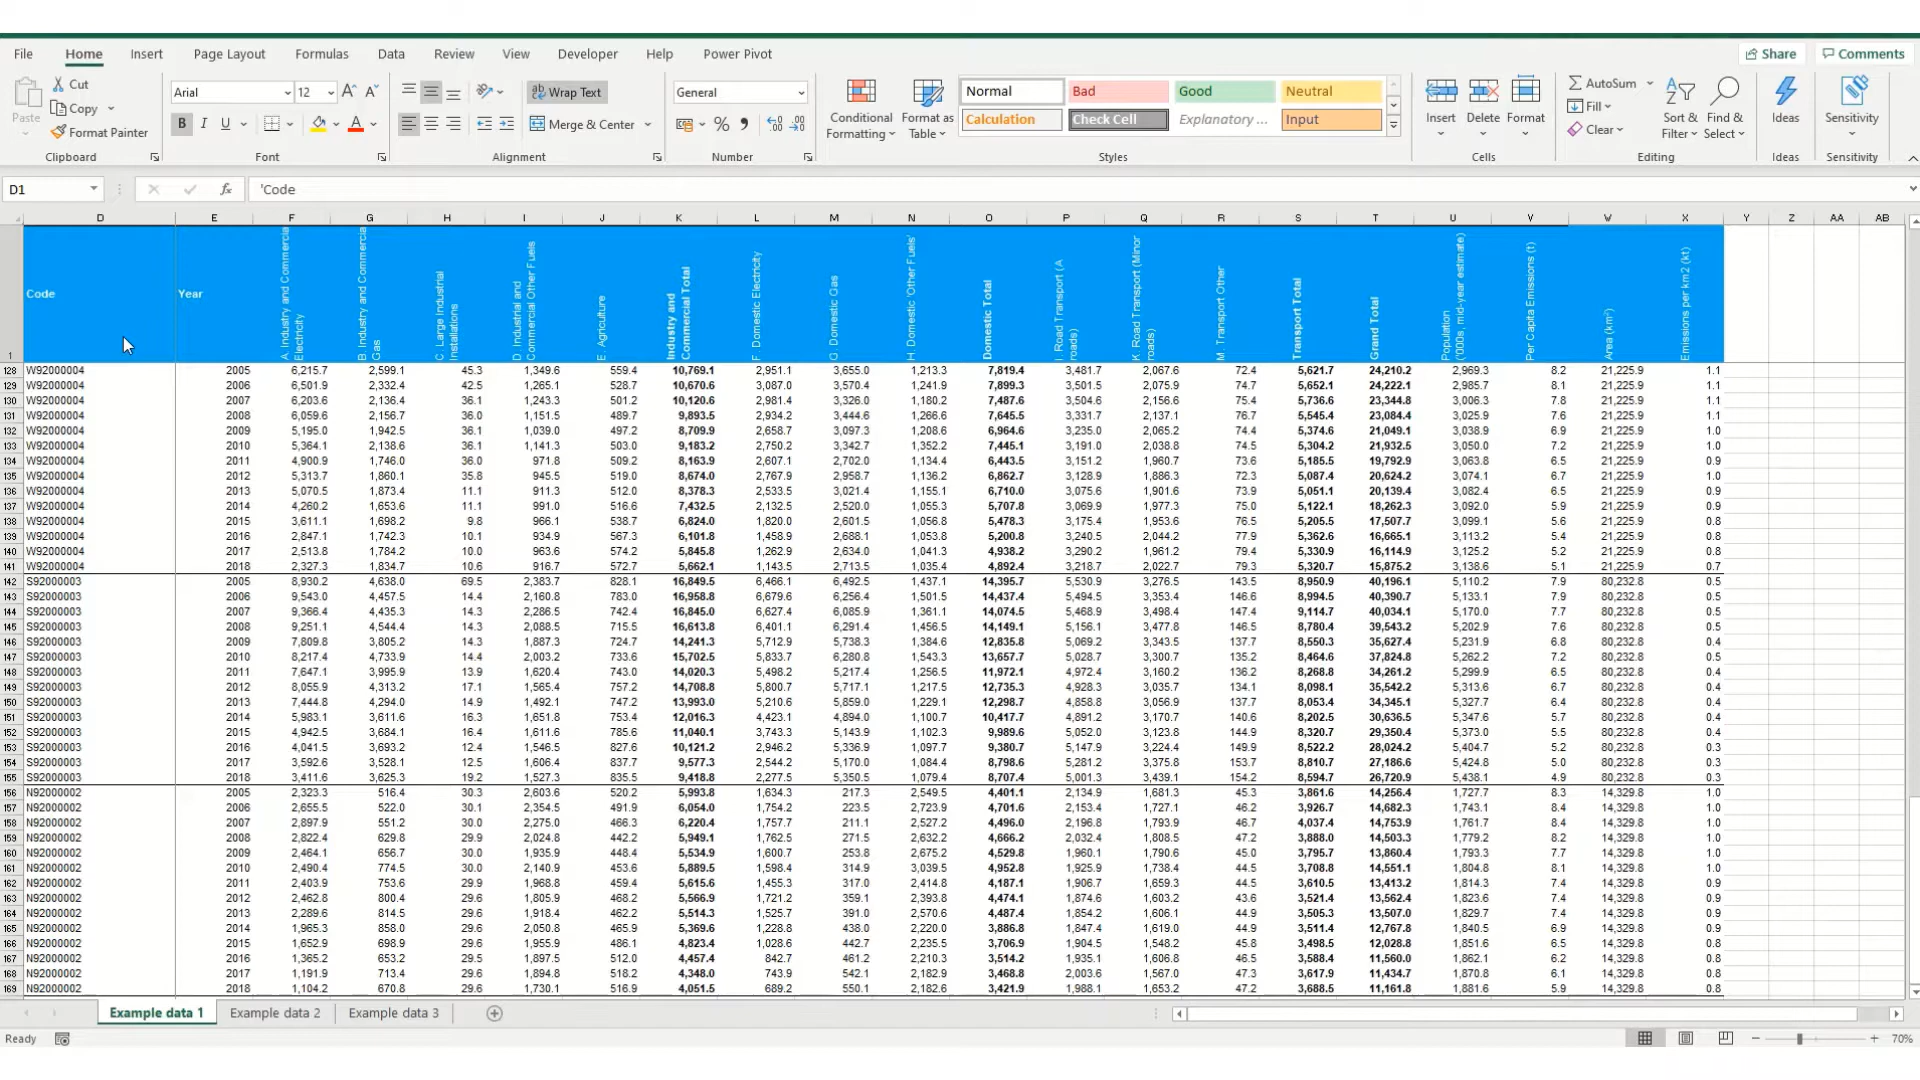 File Home Insert Page Layout Formulas Data Review View Developer Help Power Pivot Share Comments
Paste Cut Copy Format Painter Arial 12 B I U Wrap Text Merge & Center General % Conditional Formatting Format as Table Normal Bad Good Neutral Calculation Check Cell Explanatory ... Input Insert Delete Format AutoSum Fill Clear Sort & Filter Find & Select Ideas Sensitivity
Clipboard Font Alignment Number Styles Cells Editing Ideas Sensitivity
D1 fx 'Code
D E F G H I J K L M N O P Q R S T U V W X Y Z AA AB
1 Code Year A. Industry and Commercial Electricity B. Industry and Commercial Gas C. Large Industrial Installations D. Industrial and Commercial Other Fuels E. Agriculture Industry and Commercial Total F. Domestic Electricity G. Domestic Gas H. Domestic 'Other Fuels' Domestic Total I. Road Transport (A roads) K. Road Transport (Minor roads) M. Transport Other Transport Total Grand Total Population ('000s, mid-year estimate) Per Capita Emissions (t) Area (km²) Emissions per km2 (kt)
128 W92000004 2005 6,215.7 2,599.1 45.3 1,349.6 559.4 10,769.1 2,951.1 3,655.0 1,213.3 7,819.4 3,481.7 2,067.6 72.4 5,621.7 24,210.2 2,969.3 8.2 21,225.9 1.1
129 W92000004 2006 6,501.9 2,332.4 42.5 1,265.1 528.7 10,670.6 3,087.0 3,570.4 1,241.9 7,899.3 3,501.5 2,075.9 74.7 5,652.1 24,222.1 2,985.7 8.1 21,225.9 1.1
130 W92000004 2007 6,203.6 2,136.4 36.1 1,243.3 501.2 10,120.6 2,981.4 3,326.0 1,180.2 7,487.6 3,504.6 2,156.6 75.4 5,736.6 23,344.8 3,006.3 7.8 21,225.9 1.1
131 W92000004 2008 6,059.6 2,156.7 36.0 1,151.5 489.7 9,893.5 2,934.2 3,444.6 1,266.6 7,645.5 3,331.7 2,137.1 76.7 5,545.4 23,084.4 3,025.9 7.6 21,225.9 1.1
132 W92000004 2009 5,195.0 1,942.5 36.1 1,039.0 497.2 8,709.9 2,658.7 3,097.3 1,208.6 6,964.6 3,235.0 2,065.2 74.4 5,374.6 21,049.1 3,038.9 6.9 21,225.9 1.0
133 W92000004 2010 5,364.1 2,138.6 36.1 1,141.3 503.0 9,183.2 2,750.2 3,342.7 1,352.2 7,445.1 3,191.0 2,038.8 74.5 5,304.2 21,932.5 3,050.0 7.2 21,225.9 1.0
134 W92000004 2011 4,900.9 1,746.0 36.0 971.8 509.2 8,163.9 2,607.1 2,702.0 1,134.4 6,443.5 3,151.2 1,960.7 73.6 5,185.5 19,792.9 3,063.8 6.5 21,225.9 0.9
135 W92000004 2012 5,313.7 1,860.1 35.8 945.5 519.0 8,674.0 2,767.9 2,958.7 1,136.2 6,862.7 3,128.9 1,886.3 72.3 5,087.4 20,624.2 3,074.1 6.7 21,225.9 1.0
136 W92000004 2013 5,070.5 1,873.4 11.1 911.3 512.0 8,378.3 2,533.5 3,021.4 1,155.1 6,710.0 3,075.6 1,901.6 73.9 5,051.1 20,139.4 3,082.4 6.5 21,225.9 0.9
137 W92000004 2014 4,260.2 1,653.6 11.1 991.0 516.6 7,432.5 2,132.5 2,520.0 1,055.3 5,707.8 3,069.9 1,977.3 75.0 5,122.1 18,262.3 3,092.0 5.9 21,225.9 0.9
138 W92000004 2015 3,611.1 1,698.2 9.8 966.1 538.7 6,824.0 1,820.0 2,601.5 1,056.8 5,478.3 3,175.4 1,953.6 76.5 5,205.5 17,507.7 3,099.1 5.6 21,225.9 0.8
139 W92000004 2016 2,847.1 1,742.3 10.1 934.9 567.3 6,101.8 1,458.9 2,688.1 1,053.8 5,200.8 3,240.5 2,044.2 77.9 5,362.6 16,665.1 3,113.2 5.4 21,225.9 0.8
140 W92000004 2017 2,513.8 1,784.2 10.0 963.6 574.2 5,845.8 1,262.9 2,634.0 1,041.3 4,938.2 3,290.2 1,961.2 79.4 5,330.9 16,114.9 3,125.2 5.2 21,225.9 0.8
141 W92000004 2018 2,327.3 1,834.7 10.6 916.7 572.7 5,662.1 1,143.5 2,713.5 1,035.4 4,892.4 3,218.7 2,022.7 79.3 5,320.7 15,875.2 3,138.6 5.1 21,225.9 0.7
142 S92000003 2005 8,930.2 4,638.0 69.5 2,383.7 828.1 16,849.5 6,466.1 6,492.5 1,437.1 14,395.7 5,530.9 3,276.5 143.5 8,950.9 40,196.1 5,110.2 7.9 80,232.8 0.5
143 S92000003 2006 9,543.0 4,457.5 14.4 2,160.8 783.0 16,958.8 6,679.6 6,256.4 1,501.5 14,437.4 5,494.5 3,353.4 146.6 8,994.5 40,390.7 5,133.1 7.9 80,232.8 0.5
144 S92000003 2007 9,366.4 4,435.3 14.3 2,286.5 742.4 16,845.0 6,627.4 6,085.9 1,361.1 14,074.5 5,468.9 3,498.4 147.4 9,114.7 40,034.1 5,170.0 7.7 80,232.8 0.5
145 S92000003 2008 9,251.1 4,544.4 14.3 2,088.5 715.5 16,613.8 6,401.1 6,291.4 1,456.5 14,149.1 5,156.1 3,477.8 146.5 8,780.4 39,543.2 5,202.9 7.6 80,232.8 0.5
146 S92000003 2009 7,809.8 3,805.2 14.3 1,887.3 724.7 14,241.3 5,712.9 5,738.3 1,384.6 12,835.8 5,069.2 3,343.5 137.7 8,550.3 35,627.4 5,231.9 6.8 80,232.8 0.4
147 S92000003 2010 8,217.4 4,733.9 14.4 2,003.2 733.6 15,702.5 5,833.7 6,280.8 1,543.3 13,657.7 5,028.7 3,300.7 135.2 8,464.6 37,824.8 5,262.2 7.2 80,232.8 0.5
148 S92000003 2011 7,647.1 3,995.9 13.9 1,620.4 743.0 14,020.3 5,498.2 5,217.4 1,256.5 11,972.1 4,972.4 3,160.2 136.2 8,268.8 34,261.2 5,299.9 6.5 80,232.8 0.4
149 S92000003 2012 8,055.9 4,313.2 17.1 1,565.4 757.2 14,708.8 5,800.7 5,717.1 1,217.5 12,735.3 4,928.3 3,035.7 134.1 8,098.1 35,542.2 5,313.6 6.7 80,232.8 0.4
150 S92000003 2013 7,444.8 4,294.0 14.9 1,492.1 747.2 13,993.0 5,210.6 5,859.0 1,229.1 12,298.7 4,858.8 3,056.9 137.7 8,053.4 34,345.1 5,327.7 6.4 80,232.8 0.4
151 S92000003 2014 5,983.1 3,611.6 16.3 1,651.8 753.4 12,016.3 4,423.1 4,894.0 1,100.7 10,417.7 4,891.2 3,170.7 140.6 8,202.5 30,636.5 5,347.6 5.7 80,232.8 0.4
152 S92000003 2015 4,942.5 3,684.1 16.4 1,611.6 785.6 11,040.1 3,743.3 5,143.9 1,102.3 9,989.6 5,052.0 3,123.8 144.9 8,320.7 29,350.4 5,373.0 5.5 80,232.8 0.4
153 S92000003 2016 4,041.5 3,693.2 12.4 1,546.5 827.6 10,121.2 2,946.2 5,336.9 1,097.7 9,380.7 5,147.9 3,224.4 149.9 8,522.2 28,024.2 5,404.7 5.2 80,232.8 0.3
154 S92000003 2017 3,592.6 3,528.1 12.5 1,606.4 837.7 9,577.3 2,544.2 5,170.0 1,084.4 8,798.6 5,281.2 3,375.8 153.7 8,810.7 27,186.6 5,424.8 5.0 80,232.8 0.3
155 S92000003 2018 3,411.6 3,625.3 19.2 1,527.3 835.5 9,418.8 2,277.5 5,350.5 1,079.4 8,707.4 5,001.3 3,439.1 154.2 8,594.7 26,720.9 5,438.1 4.9 80,232.8 0.3
156 N92000002 2005 2,323.3 516.4 30.3 2,603.6 520.2 5,993.8 1,634.3 217.3 2,549.5 4,401.1 2,134.9 1,681.3 45.3 3,861.6 14,256.4 1,727.7 8.3 14,329.8 1.0
157 N92000002 2006 2,655.5 522.0 30.1 2,354.5 491.9 6,054.0 1,754.2 223.5 2,723.9 4,701.6 2,153.4 1,727.1 46.2 3,926.7 14,682.3 1,743.1 8.4 14,329.8 1.0
158 N92000002 2007 2,897.9 551.2 30.0 2,275.0 466.3 6,220.4 1,757.7 211.1 2,527.2 4,496.0 2,196.8 1,793.9 46.7 4,037.4 14,753.9 1,761.7 8.4 14,329.8 1.0
159 N92000002 2008 2,822.4 629.8 29.9 2,024.8 442.2 5,949.1 1,762.5 271.5 2,632.2 4,666.2 2,032.4 1,808.5 47.2 3,888.0 14,503.3 1,779.2 8.2 14,329.8 1.0
160 N92000002 2009 2,464.1 656.7 30.0 1,935.9 448.4 5,534.9 1,600.7 253.8 2,675.2 4,529.8 1,960.1 1,790.6 45.0 3,795.7 13,860.4 1,793.3 7.7 14,329.8 1.0
161 N92000002 2010 2,490.4 774.5 30.0 2,140.9 453.6 5,889.5 1,598.4 314.9 3,039.5 4,952.8 1,925.9 1,738.4 44.5 3,708.8 14,551.1 1,804.8 8.1 14,329.8 1.0
162 N92000002 2011 2,403.9 753.6 29.9 1,968.8 459.4 5,615.6 1,455.3 317.0 2,414.8 4,187.1 1,906.7 1,659.3 44.5 3,610.5 13,413.2 1,814.3 7.4 14,329.8 0.9
163 N92000002 2012 2,462.8 800.4 29.6 1,805.9 468.2 5,566.9 1,721.2 359.1 2,393.8 4,474.1 1,874.6 1,603.2 43.6 3,521.4 13,562.4 1,823.6 7.4 14,329.8 0.9
164 N92000002 2013 2,289.6 814.5 29.6 1,918.4 462.2 5,514.3 1,525.7 391.0 2,570.6 4,487.4 1,854.2 1,606.1 44.9 3,505.3 13,507.0 1,829.7 7.4 14,329.8 0.9
165 N92000002 2014 1,965.3 858.0 29.6 2,050.8 465.9 5,369.6 1,228.8 438.0 2,220.0 3,886.8 1,847.4 1,619.0 44.9 3,511.4 12,767.8 1,840.5 6.9 14,329.8 0.9
166 N92000002 2015 1,652.9 698.9 29.6 1,955.9 486.1 4,823.4 1,028.6 442.7 2,235.5 3,706.9 1,904.5 1,548.2 45.8 3,498.5 12,028.8 1,851.6 6.5 14,329.8 0.8
167 N92000002 2016 1,365.2 653.2 29.5 1,897.5 512.0 4,457.4 842.7 461.2 2,210.3 3,514.2 1,935.1 1,606.8 46.5 3,588.4 11,560.0 1,862.1 6.2 14,329.8 0.8
168 N92000002 2017 1,191.9 713.4 29.6 1,894.8 518.2 4,348.0 743.9 542.1 2,182.9 3,468.8 2,003.6 1,567.0 47.3 3,617.9 11,434.7 1,870.8 6.1 14,329.8 0.8
169 N92000002 2018 1,104.2 670.8 29.6 1,730.1 516.9 4,051.5 689.2 550.1 2,182.6 3,421.9 1,988.1 1,653.2 47.2 3,688.5 11,161.8 1,881.6 5.9 14,329.8 0.8
Example data 1 Example data 2 Example data 3
Ready 70%